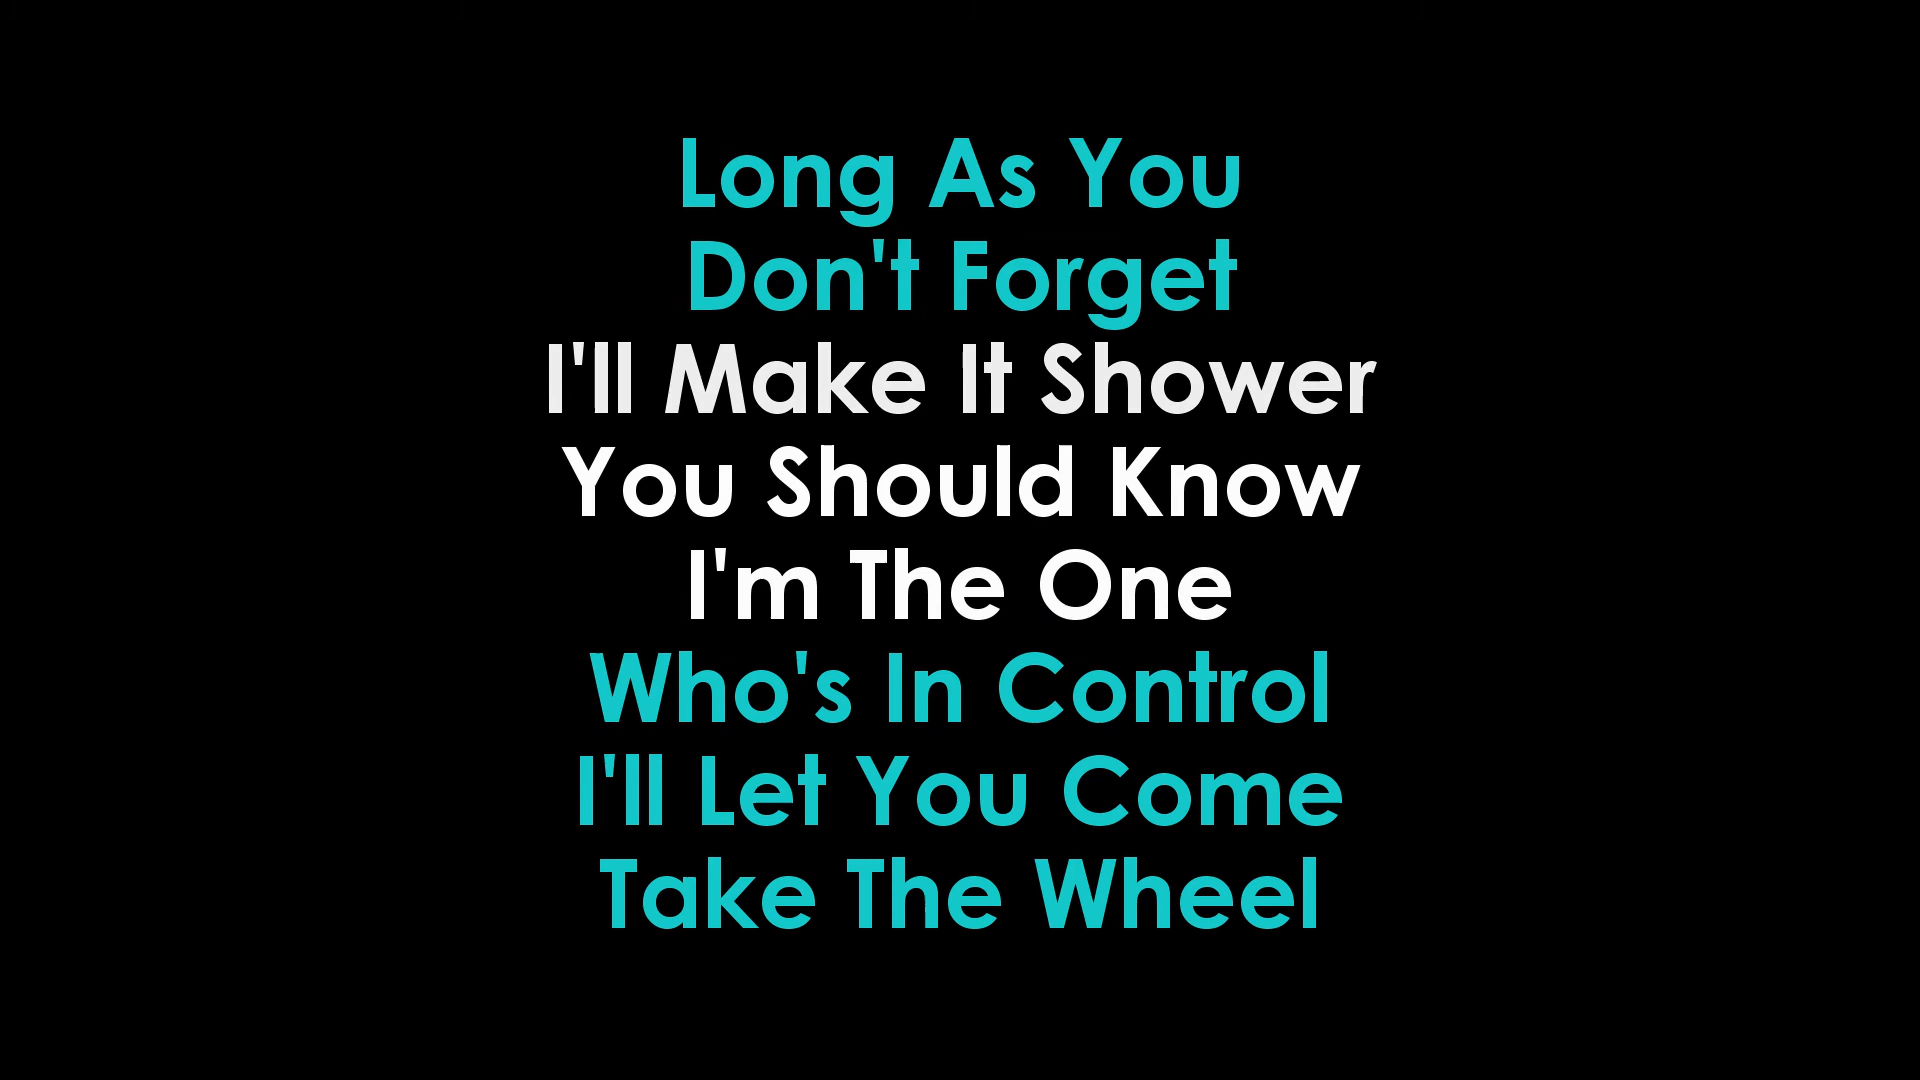 Long As You
Don't Forget
I'll Make It Shower
You Should Know
I'm The One
Who's In Control
I'll Let You Come
Take The Wheel